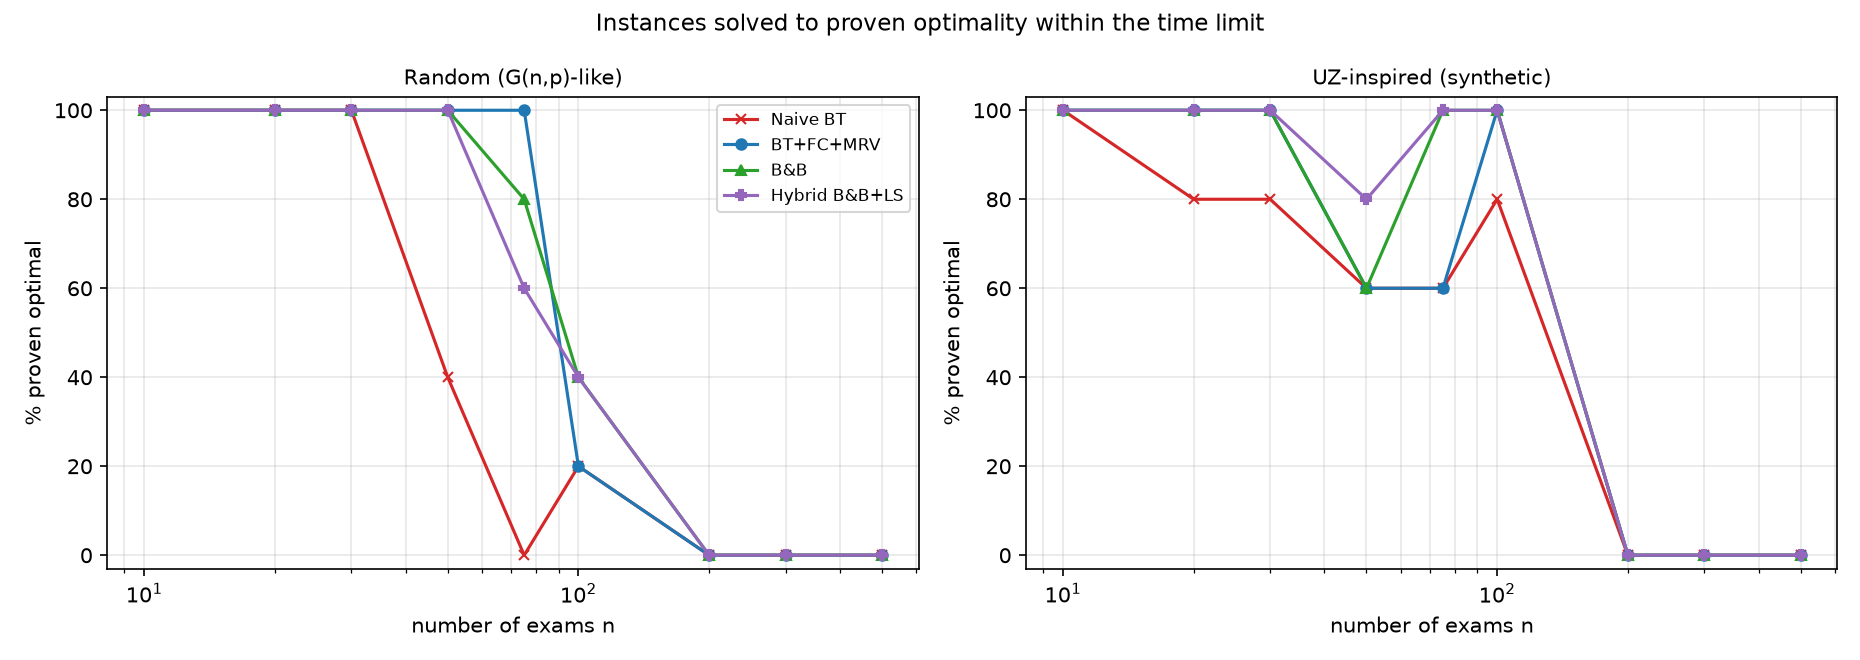 Instances solved to proven optimality within the time limit
Random (G(n,p)-like)
% proven optimal
100
80
60
40
20
0
Naive BT
BT+FC+MRV
B&B
Hybrid B&B+LS
10¹
10²
number of exams n
UZ-inspired (synthetic)
% proven optimal
100
80
60
40
20
0
10¹
10²
number of exams n